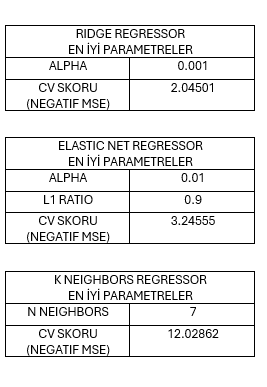 RIDGE REGRESSOR
EN İYİ PARAMETRELER
ALPHA 0.001
CV SKORU 2.04501
(NEGATIF MSE)
ELASTIC NET REGRESSOR
EN İYİ PARAMETRELER
ALPHA 0.01
L1 RATIO 0.9
CV SKORU 3.24555
(NEGATIF MSE)
K NEIGHBORS REGRESSOR
EN İYİ PARAMETRELER
N NEIGHBORS 7
CV SKORU 12.02862
(NEGATIF MSE)